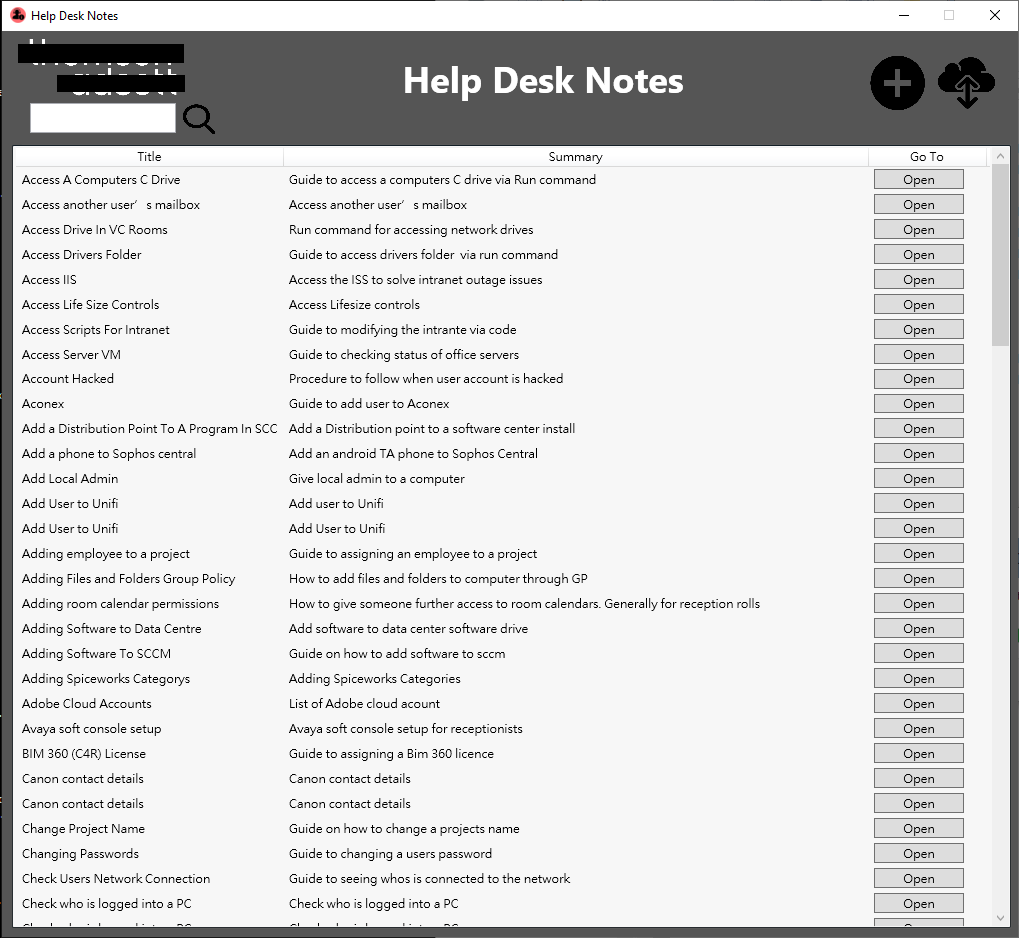 Help Desk Notes
Help Desk Notes
Title Summary Go To
Access A Computers C Drive Guide to access a computers C drive via Run command Open
Access another user’s mailbox Access another user’s mailbox Open
Access Drive In VC Rooms Run command for accessing network drives Open
Access Drivers Folder Guide to access drivers folder via run command Open
Access IIS Access the ISS to solve intranet outage issues Open
Access Life Size Controls Access Lifesize controls Open
Access Scripts For Intranet Guide to modifying the intrante via code Open
Access Server VM Guide to checking status of office servers Open
Account Hacked Procedure to follow when user account is hacked Open
Aconex Guide to add user to Aconex Open
Add a Distribution Point To A Program In SCC Add a Distribution point to a software center install Open
Add a phone to Sophos central Add an android TA phone to Sophos Central Open
Add Local Admin Give local admin to a computer Open
Add User to Unifi Add user to Unifi Open
Add User to Unifi Add User to Unifi Open
Adding employee to a project Guide to assigning an employee to a project Open
Adding Files and Folders Group Policy How to add files and folders to computer through GP Open
Adding room calendar permissions How to give someone further access to room calendars. Generally for reception rolls Open
Adding Software to Data Centre Add software to data center software drive Open
Adding Software To SCCM Guide on how to add software to sccm Open
Adding Spiceworks Categorys Adding Spiceworks Categories Open
Adobe Cloud Accounts List of Adobe cloud acount Open
Avaya soft console setup Avaya soft console setup for receptionists Open
BIM 360 (C4R) License Guide to assigning a Bim 360 licence Open
Canon contact details Canon contact details Open
Canon contact details Canon contact details Open
Change Project Name Guide on how to change a projects name Open
Changing Passwords Guide to changing a users password Open
Check Users Network Connection Guide to seeing whos is connected to the network Open
Check who is logged into a PC Check who is logged into a PC Open